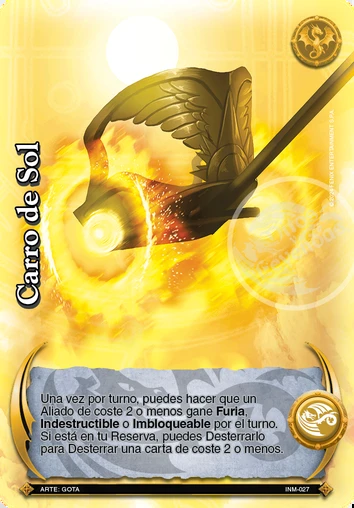 Carro de Sol
Una vez por turno, puedes hacer que un
Aliado de coste 2 o menos gane Furia,
Indestructible o Imbloqueable por el turno.
Si está en tu Reserva, puedes Desterrarlo
para Desterrar una carta de coste 2 o menos.
ARTE: GOTA
INM-027